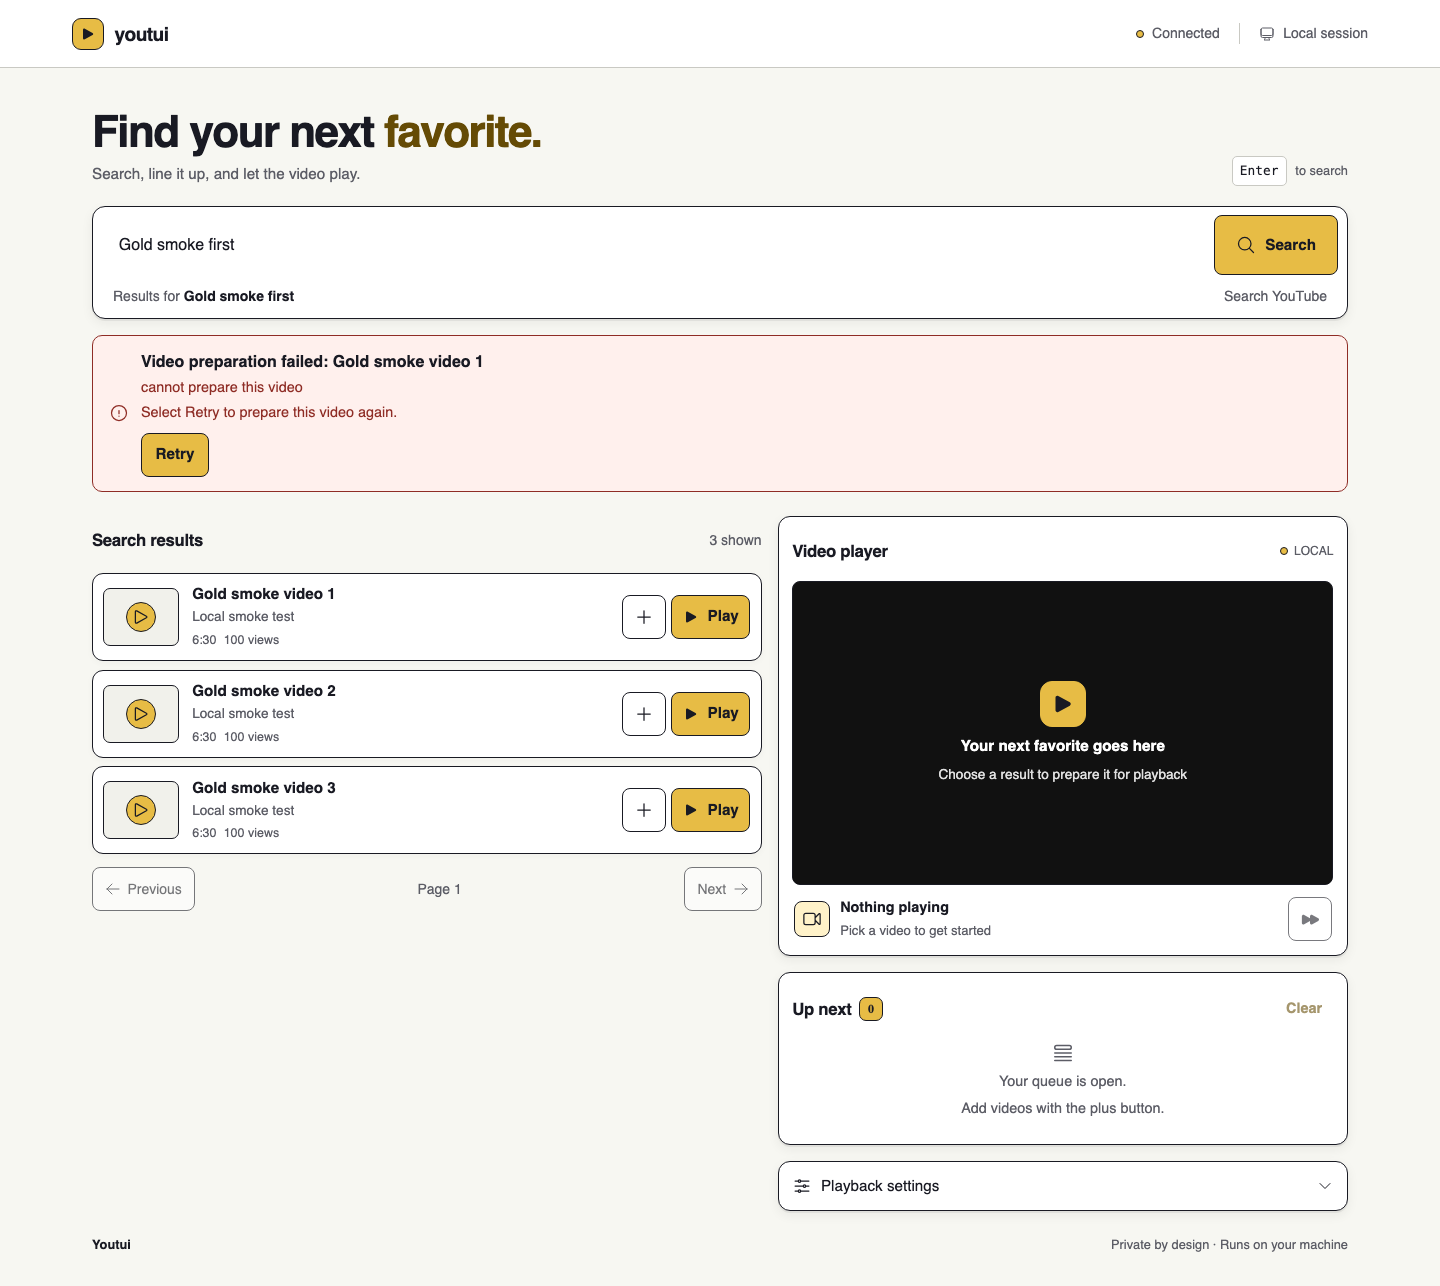 youtui
Connected
Local session
Find your next favorite.
Search, line it up, and let the video play.
Enter to search
Gold smoke first
Search
Results for Gold smoke first
Search YouTube
Video preparation failed: Gold smoke video 1
cannot prepare this video
Select Retry to prepare this video again.
Retry
Search results
3 shown
Gold smoke video 1
Local smoke test
6:30 100 views
Play
Gold smoke video 2
Local smoke test
6:30 100 views
Play
Gold smoke video 3
Local smoke test
6:30 100 views
Play
Previous
Page 1
Next
Video player
LOCAL
Your next favorite goes here
Choose a result to prepare it for playback
Nothing playing
Pick a video to get started
Up next 0
Clear
Your queue is open.
Add videos with the plus button.
Playback settings
Youtui
Private by design · Runs on your machine